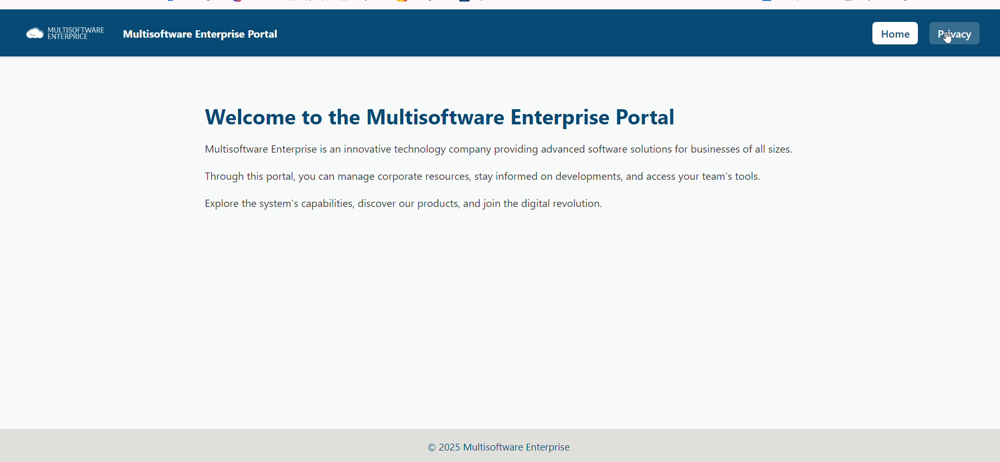 MULTISOFTWARE
ENTERPRICE
Multisoftware Enterprise Portal
Home
Privacy
Welcome to the Multisoftware Enterprise Portal
Multisoftware Enterprise is an innovative technology company providing advanced software solutions for businesses of all sizes.
Through this portal, you can manage corporate resources, stay informed on developments, and access your team’s tools.
Explore the system’s capabilities, discover our products, and join the digital revolution.
© 2025 Multisoftware Enterprise